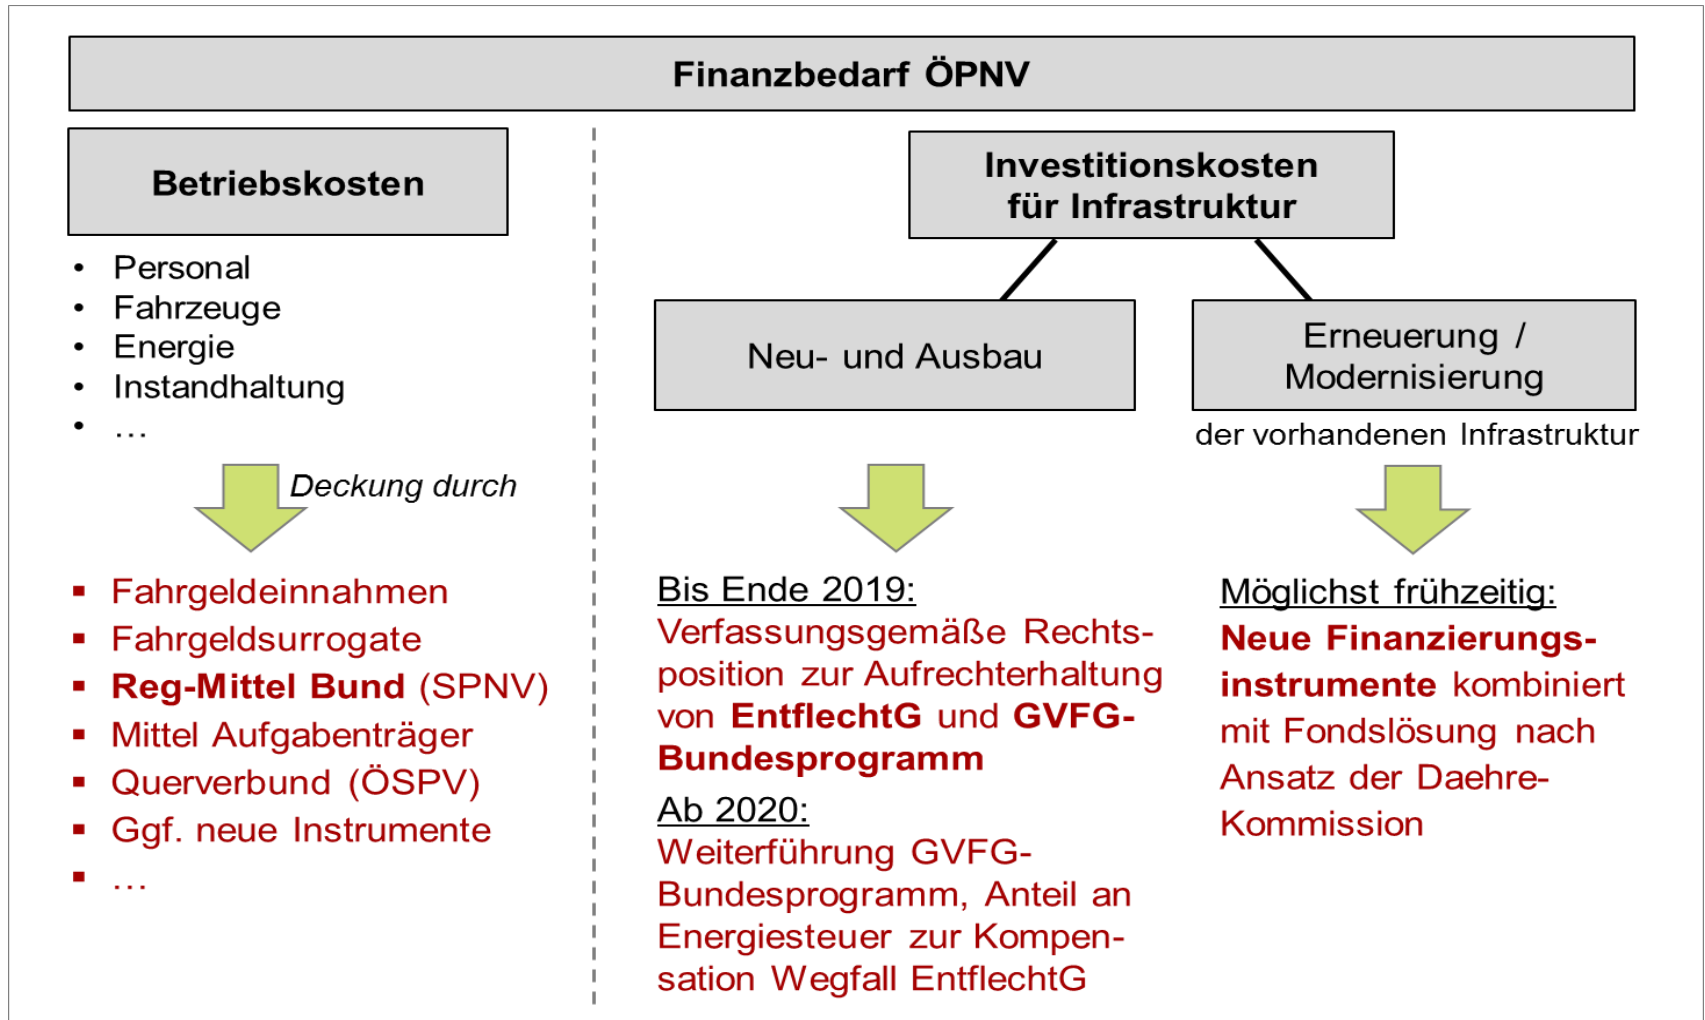 Finanzbedarf ÖPNV
Betriebskosten
• Personal
• Fahrzeuge
• Energie
• Instandhaltung
• …
Deckung durch
▪ Fahrgeldeinnahmen
▪ Fahrgeldsurrogate
▪ Reg-Mittel Bund (SPNV)
▪ Mittel Aufgabenträger
▪ Querverbund (ÖSPV)
▪ Ggf. neue Instrumente
▪ …
Investitionskosten
für Infrastruktur
Neu- und Ausbau
Bis Ende 2019:
Verfassungsgemäße Rechts-
position zur Aufrechterhaltung
von EntflechtG und GVFG-
Bundesprogramm
Ab 2020:
Weiterführung GVFG-
Bundesprogramm, Anteil an
Energiesteuer zur Kompen-
sation Wegfall EntflechtG
Erneuerung /
Modernisierung
der vorhandenen Infrastruktur
Möglichst frühzeitig:
Neue Finanzierungs-
instrumente kombiniert
mit Fondslösung nach
Ansatz der Daehre-
Kommission